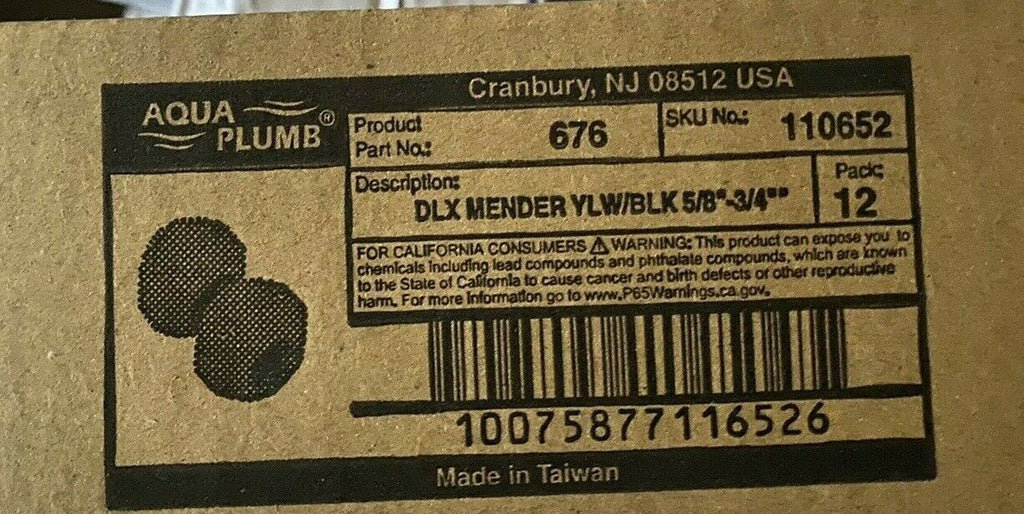 Cranbury, NJ 08512 USA
AQUA
PLUMB®
Product
Part No.:
676
SKU No.:
110652
Description:
DLX MENDER YLW/BLK 5/8"-3/4""
Pack:
12
FOR CALIFORNIA CONSUMERS ⚠ WARNING: This product can expose you to
chemicals including lead compounds and phthalate compounds, which are known
to the State of California to cause cancer and birth defects or other reproductive
harm. For more information go to www.P65Warnings.ca.gov.
10075877116526
Made in Taiwan